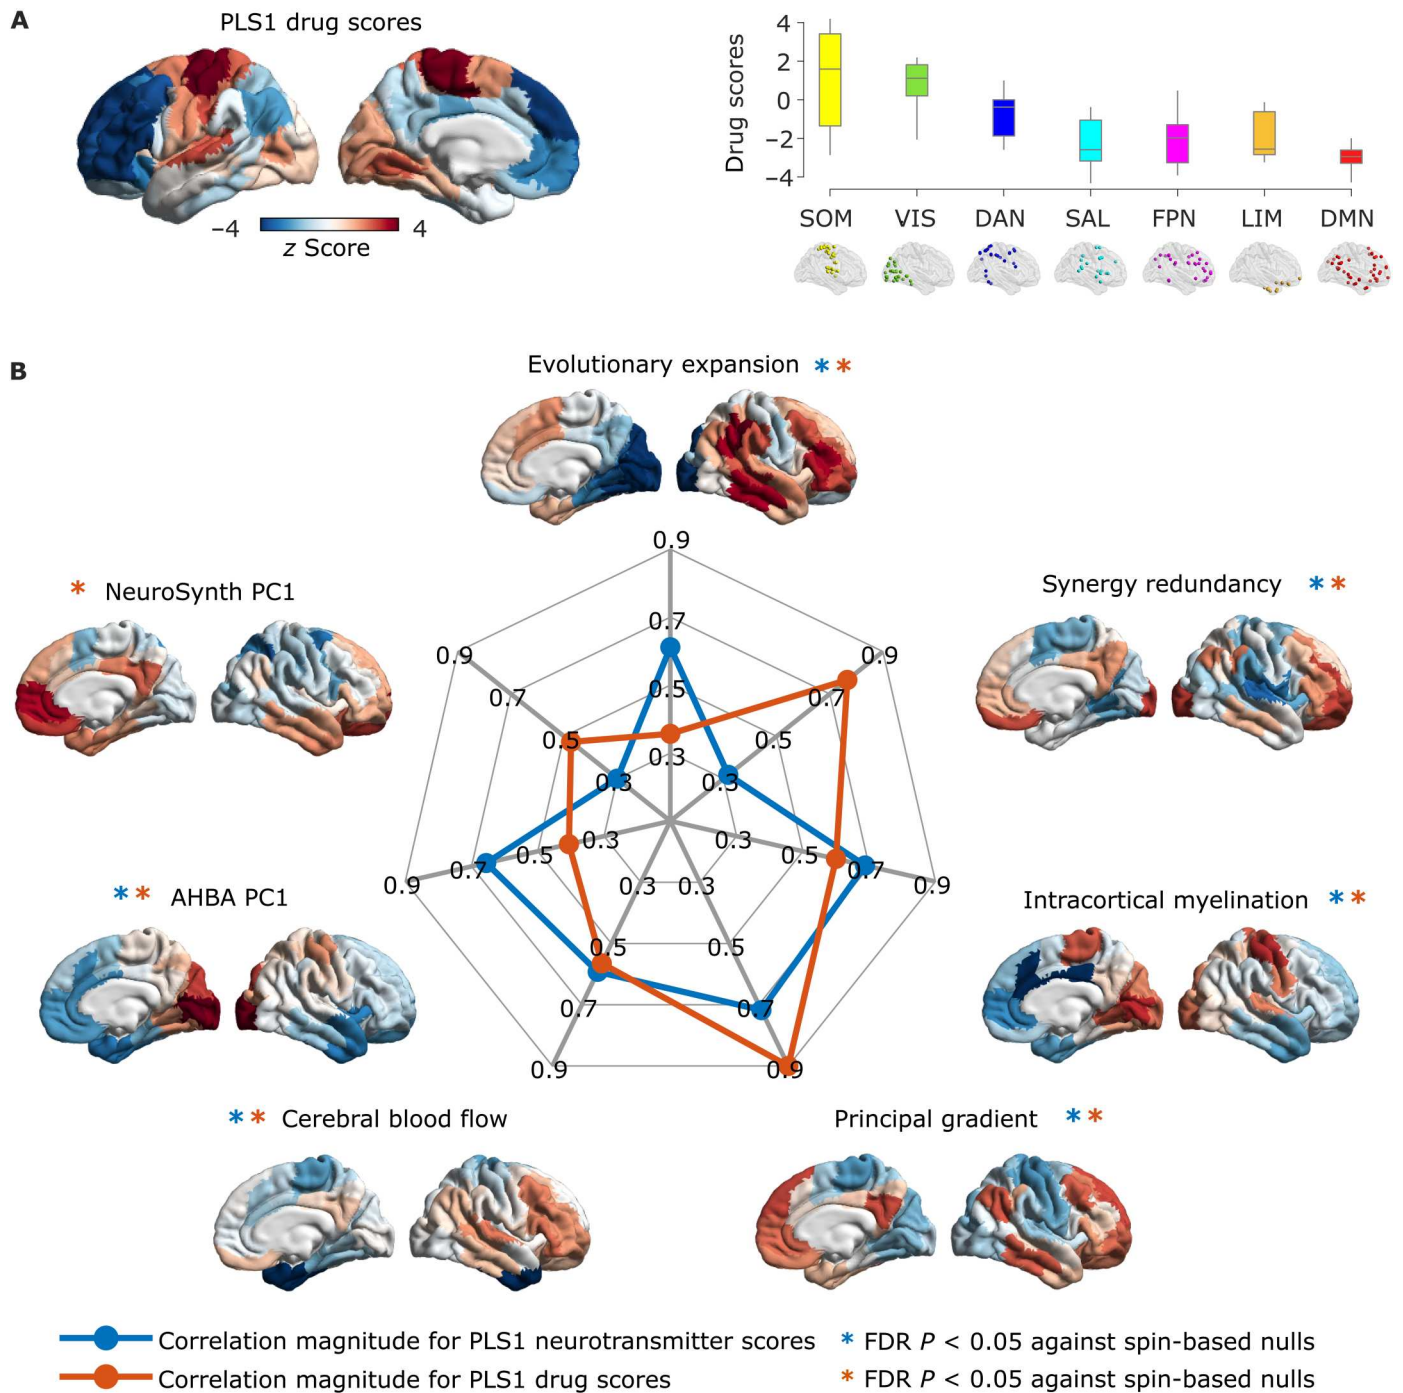 A
PLS1 drug scores
−4
4
z Score
Drug scores
4
2
0
−2
−4
SOM
VIS
DAN
SAL
FPN
LIM
DMN
B
Evolutionary expansion * *
* NeuroSynth PC1
Synergy redundancy * *
0.9
0.7
0.5
0.3
0.9
0.7
0.5
0.3
0.9
0.7
0.5
0.3
0.9
0.7
0.5
0.3
0.3
0.5
0.7
0.9
0.3
0.5
0.7
0.9
0.3
0.5
0.7
0.9
* * AHBA PC1
Intracortical myelination * *
* * Cerebral blood flow
Principal gradient * *
Correlation magnitude for PLS1 neurotransmitter scores
* FDR P < 0.05 against spin-based nulls
Correlation magnitude for PLS1 drug scores
* FDR P < 0.05 against spin-based nulls